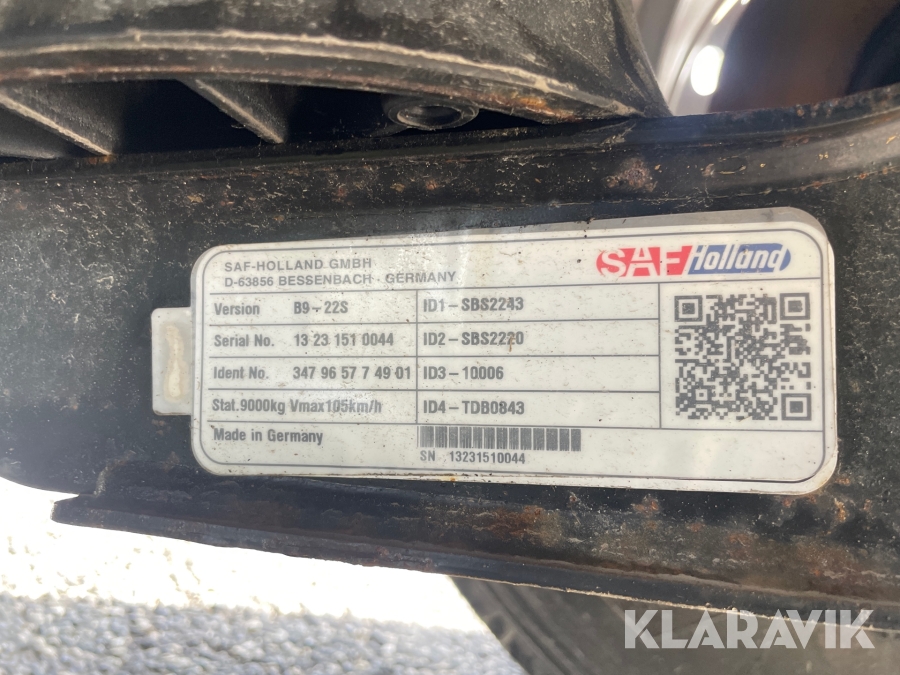 SAF-HOLLAND GMBH
D-63856 BESSENBACH - GERMANY
SAF Holland
Version B9-22S ID1-SBS2243
Serial No. 13 23 151 0044 ID2-SBS2220
Ident No. 347 96 57 7 49 01 ID3-10006
Stat.9000kg Vmax105km/h ID4-TDB0843
Made in Germany
SN 13231510044
KLARAVIK